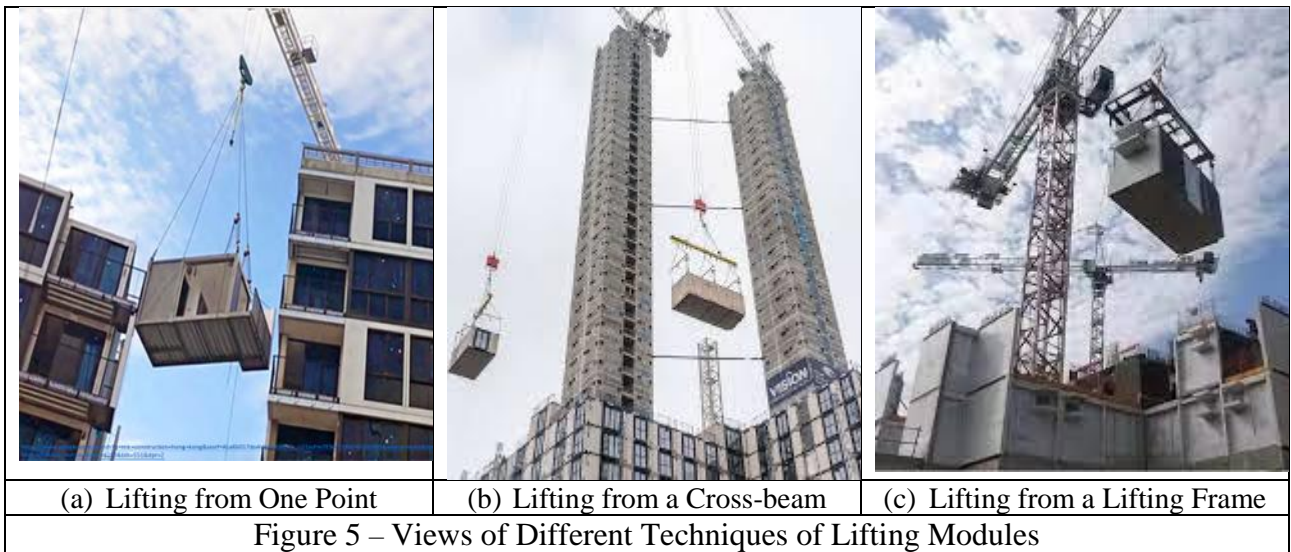 VISION
(a) Lifting from One Point
(b) Lifting from a Cross-beam
(c) Lifting from a Lifting Frame
Figure 5 – Views of Different Techniques of Lifting Modules